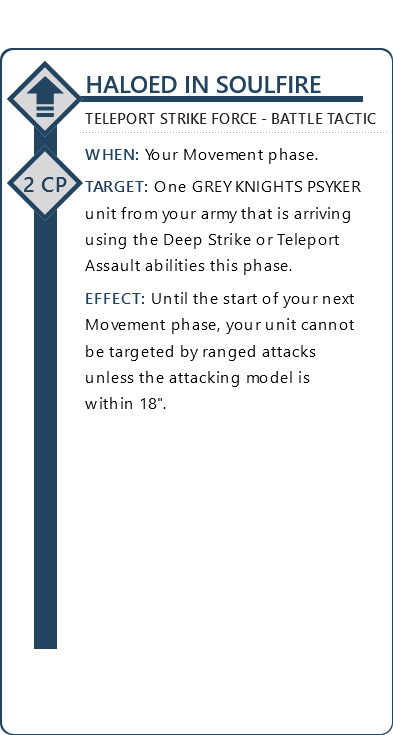 HALOED IN SOULFIRE
TELEPORT STRIKE FORCE - BATTLE TACTIC
WHEN: Your Movement phase.
2 CP
TARGET: One GREY KNIGHTS PSYKER
unit from your army that is arriving
using the Deep Strike or Teleport
Assault abilities this phase.
EFFECT: Until the start of your next
Movement phase, your unit cannot
be targeted by ranged attacks
unless the attacking model is
within 18".